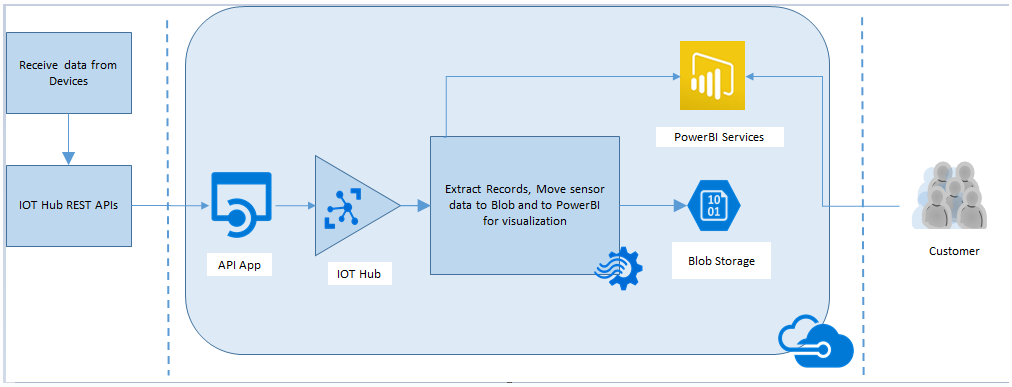 Receive data from
Devices
IOT Hub REST APIs
API App
IOT Hub
Extract Records, Move sensor
data to Blob and to PowerBI
for visualization
PowerBI Services
10
01
Blob Storage
Customer